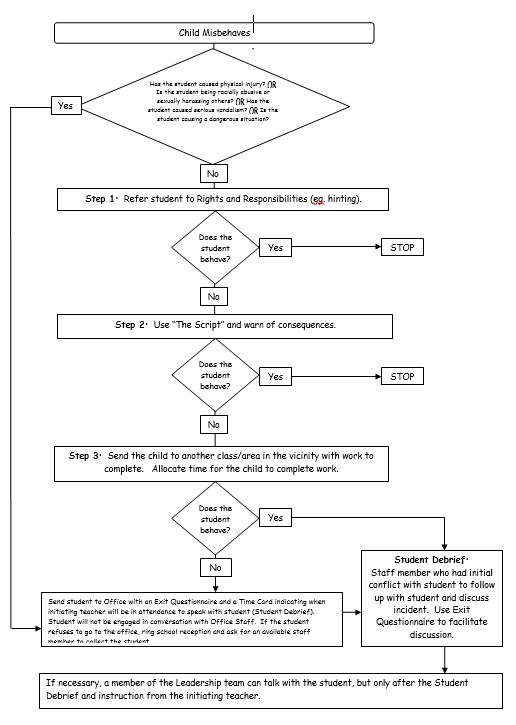 Child Misbehaves
Has the student caused physical injury? OR
Is the student being racially abusive or
sexually harassing others? OR Has the
student caused serious vandalism? OR Is the
student causing a dangerous situation?
Yes
No
Step 1: Refer student to Rights and Responsibilities (eg. hinting).
Does the
student
behave?
Yes
STOP
No
Step 2: Use “The Script” and warn of consequences.
Does the
student
behave?
Yes
STOP
No
Step 3: Send the child to another class/area in the vicinity with work to
complete. Allocate time for the child to complete work.
Does the
student
behave?
Yes
No
Send student to Office with an Exit Questionnaire and a Time Card indicating when
initiating teacher will be in attendance to speak with student (Student Debrief).
Student will not be engaged in conversation with Office Staff. If the student
refuses to go to the office, ring school reception and ask for an available staff
member to collect the student
Student Debrief:
Staff member who had initial
conflict with student to follow
up with student and discuss
incident. Use Exit
Questionnaire to facilitate
discussion.
If necessary, a member of the Leadership team can talk with the student, but only after the Student
Debrief and instruction from the initiating teacher.